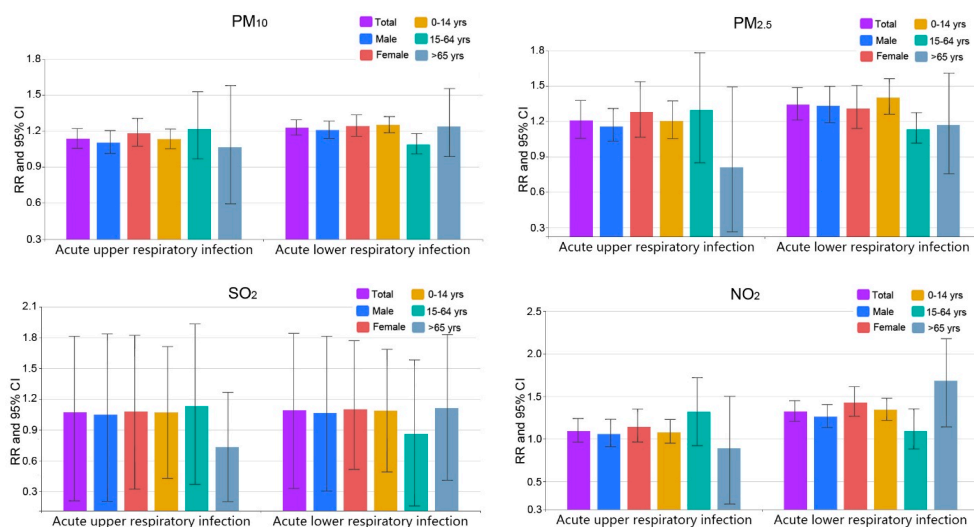 PM10
Total
0-14 yrs
Male
15-64 yrs
Female
>65 yrs
RR and 95% CI
1.8
1.5
1.2
0.9
0.6
0.3
Acute upper respiratory infection
Acute lower respiratory infection
PM2.5
Total
0-14 yrs
Male
15-64 yrs
Female
>65 yrs
RR and 95% CI
1.8
1.5
1.2
0.9
0.6
0.3
Acute upper respiratory infection
Acute lower respiratory infection
SO2
Total
0-14 yrs
Male
15-64 yrs
Female
>65 yrs
RR and 95% CI
2.1
1.8
1.5
1.2
0.9
0.6
0.3
Acute upper respiratory infection
Acute lower respiratory infection
NO2
Total
0-14 yrs
Male
15-64 yrs
Female
>65 yrs
RR and 95% CI
2.5
1.5
1.0
0.5
0.3
Acute upper respiratory infection
Acute lower respiratory infection